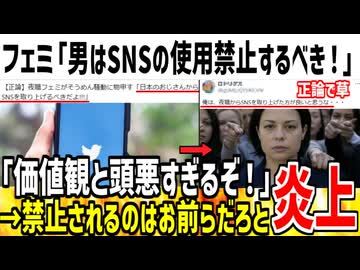 フェミ「男はSNSの使用禁止するべき！」
【正論】夜職フェミがそうめん騒動に物申す「日本のおじさんから
SNSを取り上げるべきだよ!!!」
ロドリゲス
正論で草
俺は、夜職からSNSを取り上げた方が良いと思うな・・・
「価値観と頭悪すぎるぞ！」
→禁止されるのはお前らだろと炎上